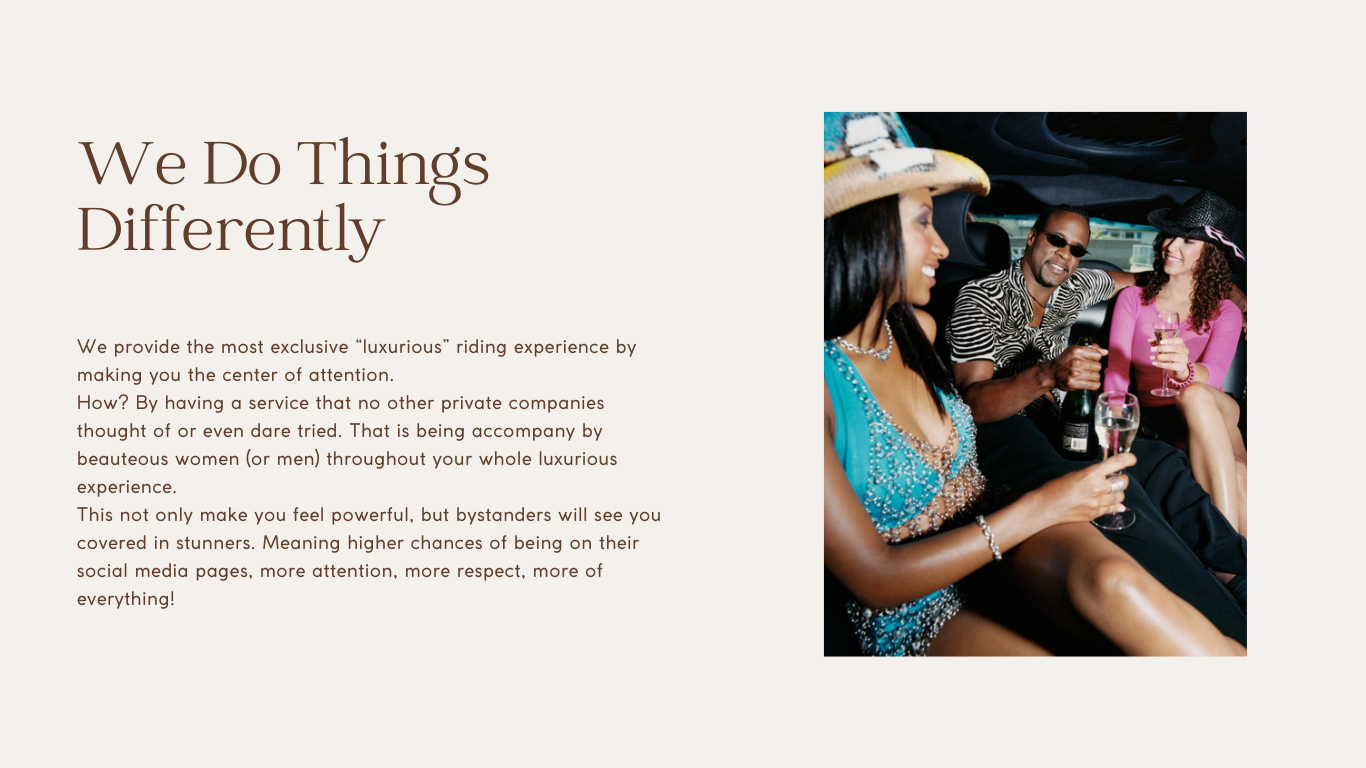 We Do Things
Differently
We provide the most exclusive “luxurious” riding experience by
making you the center of attention.
How? By having a service that no other private companies
thought of or even dare tried. That is being accompany by
beauteous women (or men) throughout your whole luxurious
experience.
This not only make you feel powerful, but bystanders will see you
covered in stunners. Meaning higher chances of being on their
social media pages, more attention, more respect, more of
everything!